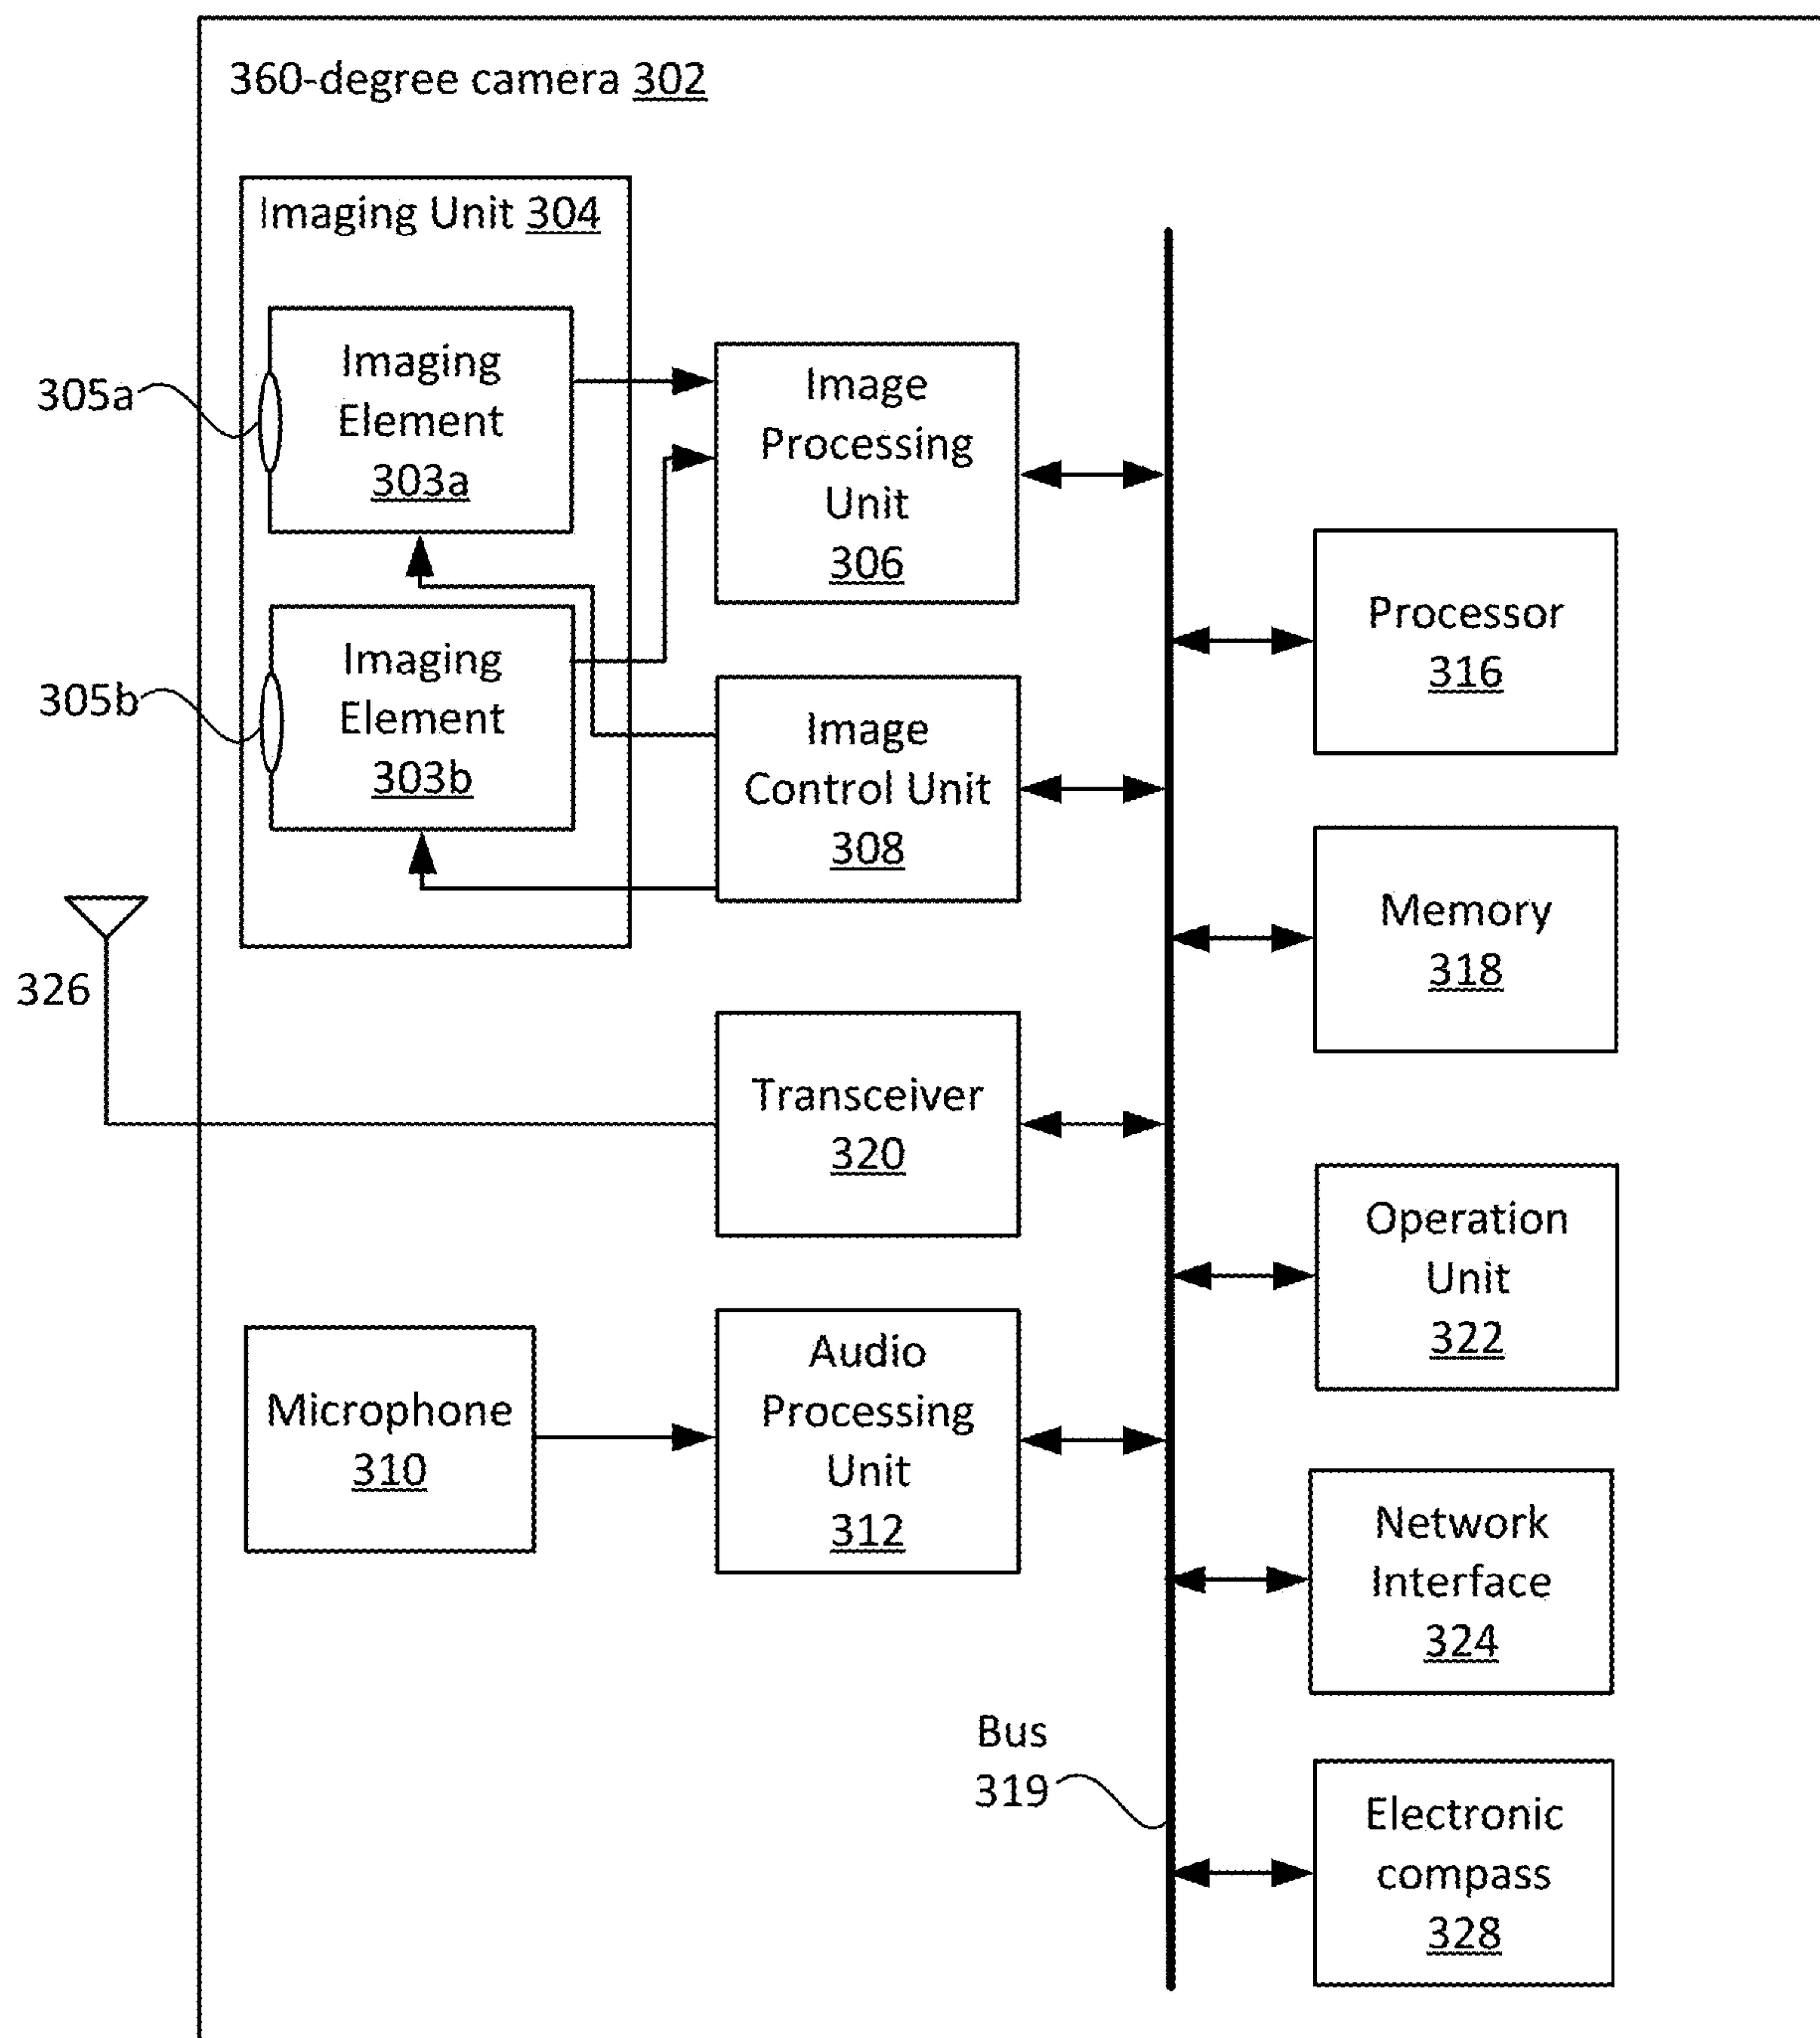 360-degree camera 302
Imaging Unit 304
305a
Imaging
Element
303a
Image
Processing
Unit
306
305b
Imaging
Element
303b
Image
Control Unit
308
Processor
316
Memory
318
326
Transceiver
320
Operation
Unit
322
Microphone
310
Audio
Processing
Unit
312
Network
Interface
324
Bus
319
Electronic
compass
328